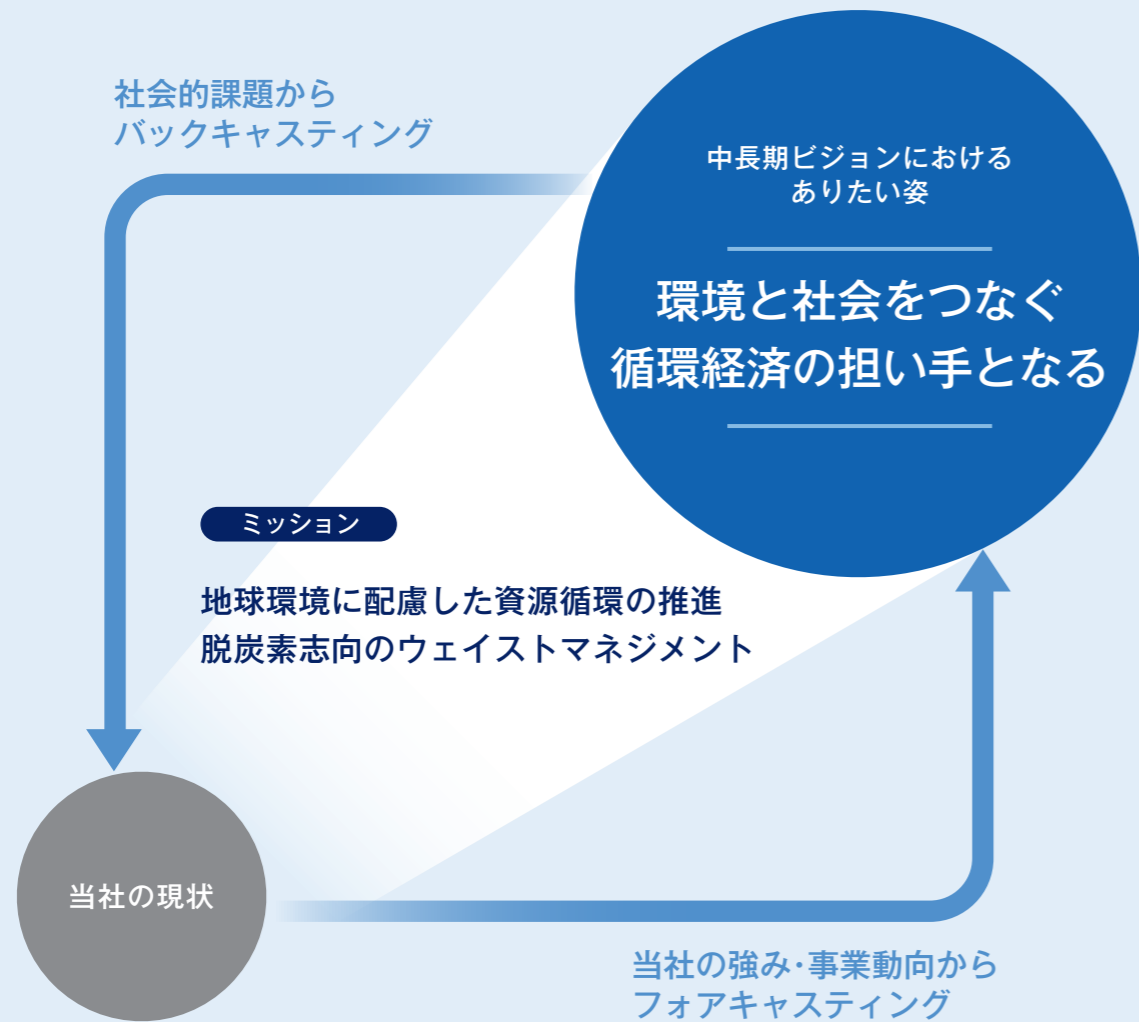 社会的課題から
バックキャスティング
中長期ビジョンにおける
ありたい姿
環境と社会をつなぐ
循環経済の担い手となる
ミッション
地球環境に配慮した資源循環の推進
脱炭素志向のウェイストマネジメント
当社の現状
当社の強み・事業動向から
フォアキャスティング